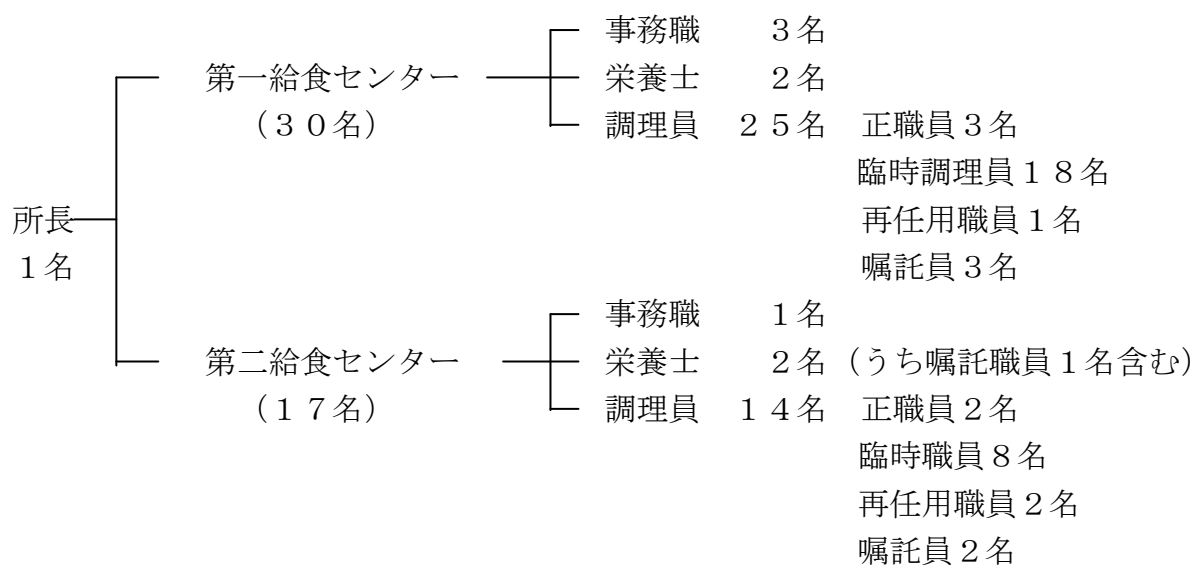 事務職　３名
第一給食センター　栄養士　２名
（３０名）　調理員　２５名　正職員３名
臨時調理員１８名
所長　再任用職員１名
１名　嘱託員３名
事務職　１名
第二給食センター　栄養士　２名（うち嘱託職員１名含む）
（１７名）　調理員　１４名　正職員２名
臨時職員８名
再任用職員２名
嘱託員２名